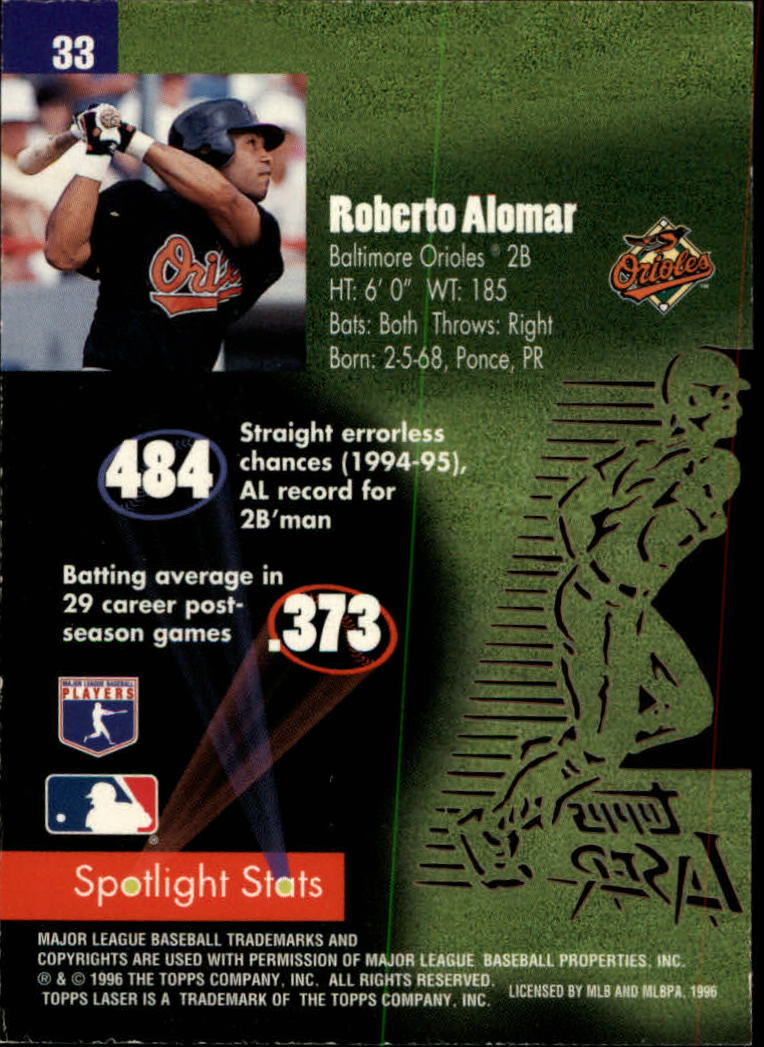 33
Roberto Alomar
Baltimore Orioles ® 2B
HT: 6' 0" WT: 185
Bats: Both Throws: Right
Born: 2-5-68, Ponce, PR
Orioles
Orioles
484
Straight errorless
chances (1994-95),
AL record for
2B'man
Batting average in
29 career post-
season games
.373
MAJOR LEAGUE BASEBALL
PLAYERS
®
Topps
LASER
Spotlight Stats
MAJOR LEAGUE BASEBALL TRADEMARKS AND
COPYRIGHTS ARE USED WITH PERMISSION OF MAJOR LEAGUE BASEBALL PROPERTIES, INC.
® & © 1996 THE TOPPS COMPANY, INC. ALL RIGHTS RESERVED.
TOPPS LASER IS A TRADEMARK OF THE TOPPS COMPANY, INC.
LICENSED BY MLB AND MLBPA, 1996